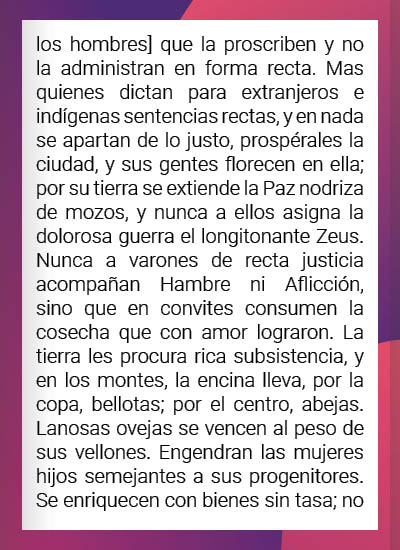 los hombres] que la proscriben y no
la administran en forma recta. Mas
quienes dictan para extranjeros e
indígenas sentencias rectas, y en nada
se apartan de lo justo, prospérales la
ciudad, y sus gentes florecen en ella;
por su tierra se extiende la Paz nodriza
de mozos, y nunca a ellos asigna la
dolorosa guerra el longitonante Zeus.
Nunca a varones de recta justicia
acompañan Hambre ni Aflicción,
sino que en convites consumen la
cosecha que con amor lograron. La
tierra les procura rica subsistencia, y
en los montes, la encina lleva, por la
copa, bellotas; por el centro, abejas.
Lanosas ovejas se vencen al peso de
sus vellones. Engendran las mujeres
hijos semejantes a sus progenitores.
Se enriquecen con bienes sin tasa; no